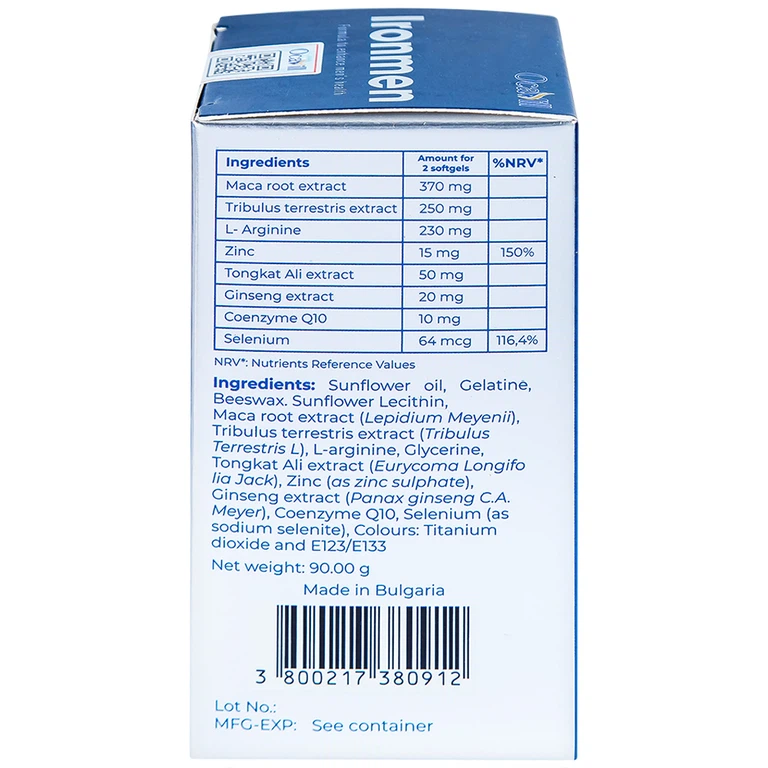 Ironmen
Formula to enhance men's health
Ocavill
Ocavill
Ingredients Amount for 2 softgels %NRV*
Maca root extract 370 mg
Tribulus terrestris extract 250 mg
L- Arginine 230 mg
Zinc 15 mg 150%
Tongkat Ali extract 50 mg
Ginseng extract 20 mg
Coenzyme Q10 10 mg
Selenium 64 mcg 116,4%
NRV*: Nutrients Reference Values
Ingredients: Sunflower oil, Gelatine,
Beeswax. Sunflower Lecithin,
Maca root extract (Lepidium Meyenii),
Tribulus terrestris extract (Tribulus
Terrestris L), L-arginine, Glycerine,
Tongkat Ali extract (Eurycoma Longifo
lia Jack), Zinc (as zinc sulphate),
Ginseng extract (Panax ginseng C.A.
Meyer), Coenzyme Q10, Selenium (as
sodium selenite), Colours: Titanium
dioxide and E123/E133
Net weight: 90.00 g
Made in Bulgaria
3 800217 380912
Lot No.:
MFG-EXP: See container